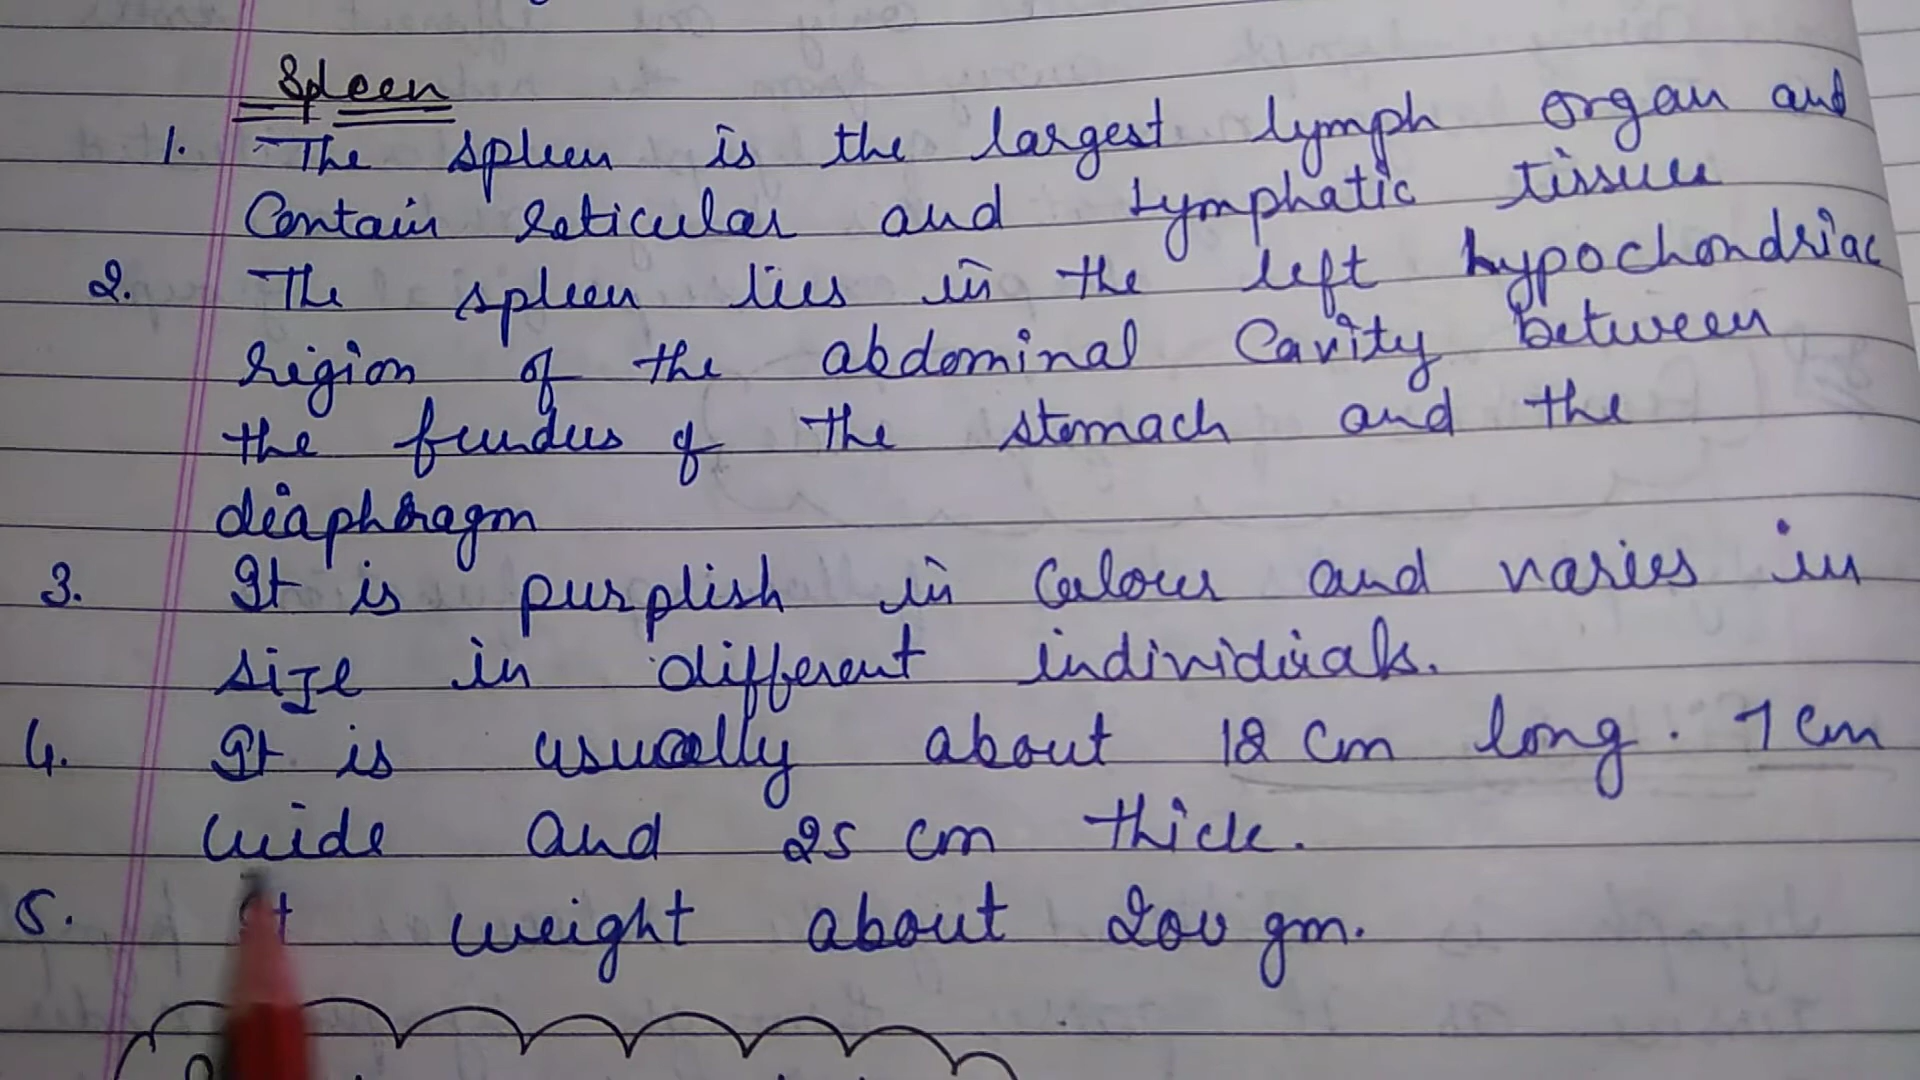 Spleen
1. The spleen is the largest lymph organ and
Contain reticular and lymphatic tissue
2. The spleen lies in the left hypochondriac
region of the abdominal Cavity between
the fundus of the stomach and the
diaphragm
3. It is purplish in Colour and varies in
size in different individuals.
4. It is usually about 12 cm long. 7 cm
wide and 25 cm thick.
5. It weight about 200 gm.